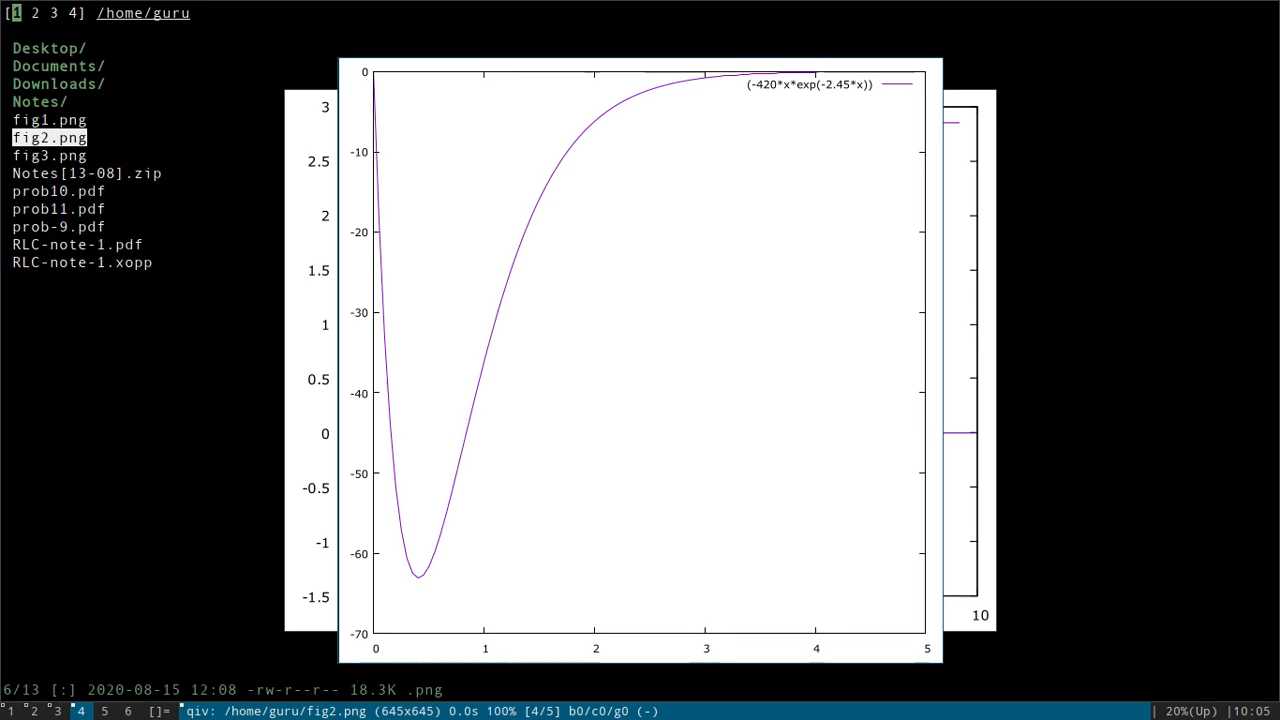 [1 2 3 4] /home/guru
Desktop/
Documents/
Downloads/
Notes/
fig1.png
fig2.png
fig3.png
Notes[13-08].zip
prob10.pdf
prob11.pdf
prob-9.pdf
RLC-note-1.pdf
RLC-note-1.xopp
3
2.5
2
1.5
1
0.5
0
-0.5
-1
-1.5
10
(-420*x*exp(-2.45*x))
0
-10
-20
-30
-40
-50
-60
-70
0 1 2 3 4 5
6/13 [:] 2020-08-15 12:08 -rw-r--r-- 18.3K .png
1 2 3 4 5 6 []= qiv: /home/guru/fig2.png (645x645) 0.0s 100% [4/5] b0/c0/g0 (-) | 20%(Up) |10:05